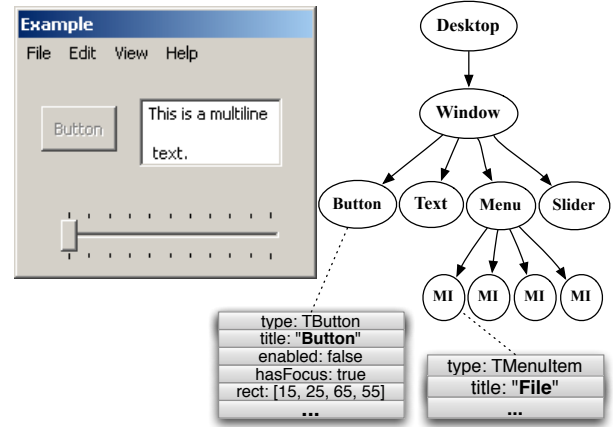 Example
File Edit View Help
Button
This is a multiline
text.
Desktop
Window
Button Text Menu Slider
MI MI MI MI
type: TButton
title: "Button"
enabled: false
hasFocus: true
rect: [15, 25, 65, 55]
...
type: TMenuItem
title: "File"
...